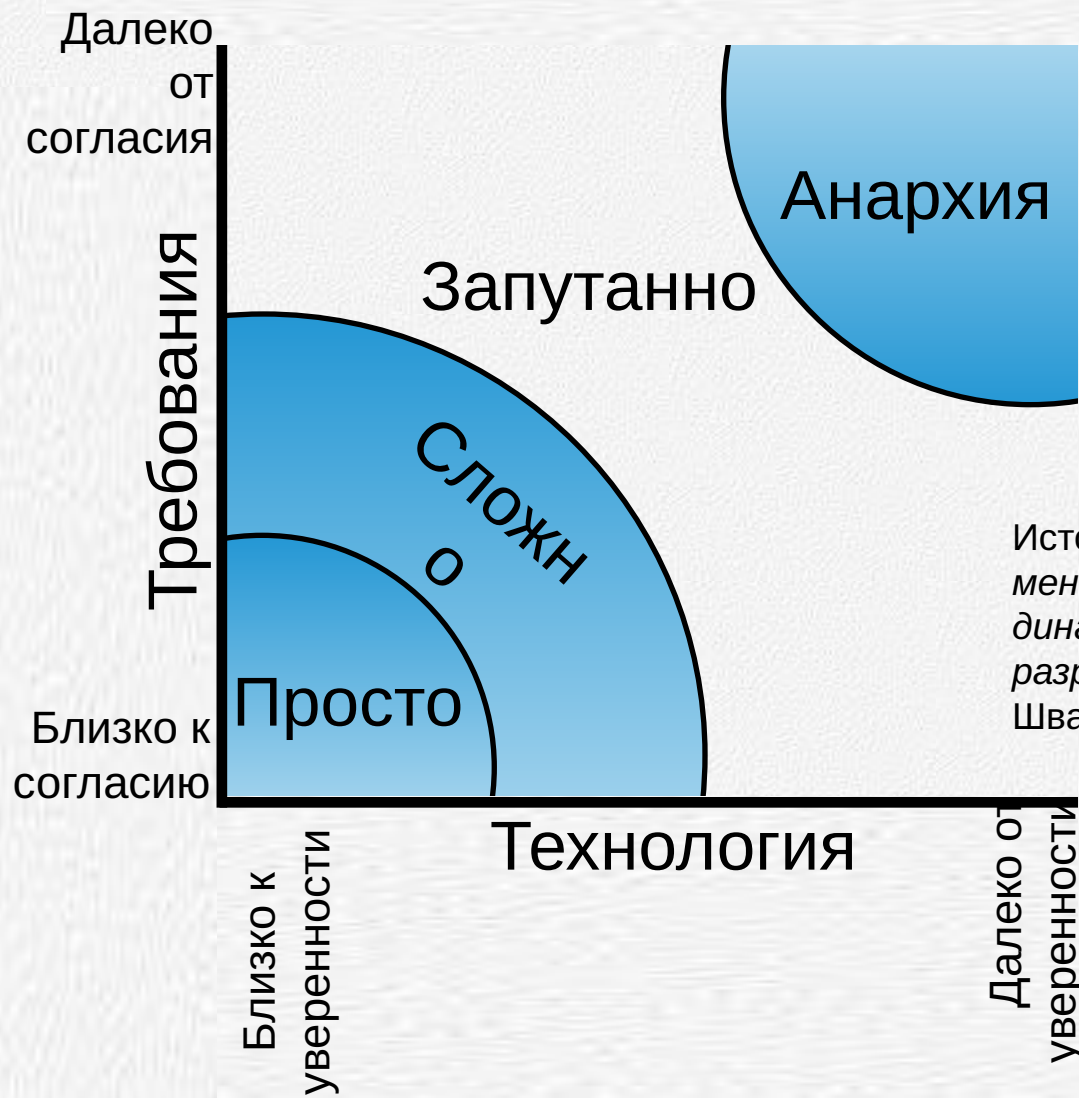 Далеко
от
согласия
Анархия
Запутанно
Требования
Сложн
о
Просто
Близко к
согласию
Технология
Близко к
уверенности
Далеко от
уверенности